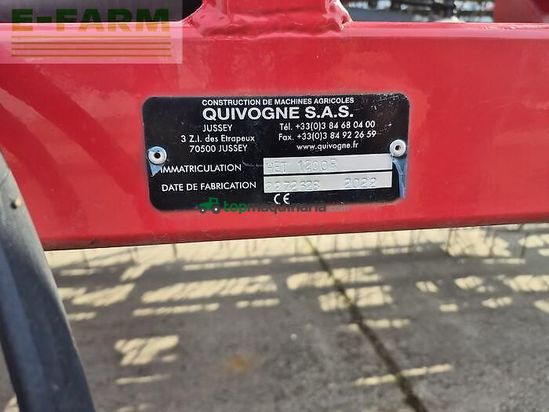 E-FARM
CONSTRUCTION DE MACHINES AGRICOLES
QUIVOGNE S.A.S.
JUSSEY
3 Z.I. des Etrapeux
70500 JUSSEY
Tél. +33(0)3 84 68 04 00
Fax. +33(0)3 84 92 26 59
www.quivogne.fr
IMMATRICULATION
DATE DE FABRICATION 2022
CE
topmaquinaria